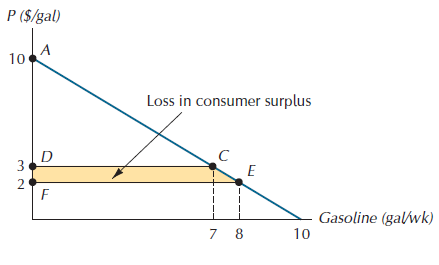 P ($/gal)
A
10
Loss in consumer surplus
D
C
3
E
2
F
Gasoline (gal/wk)
7 8 10